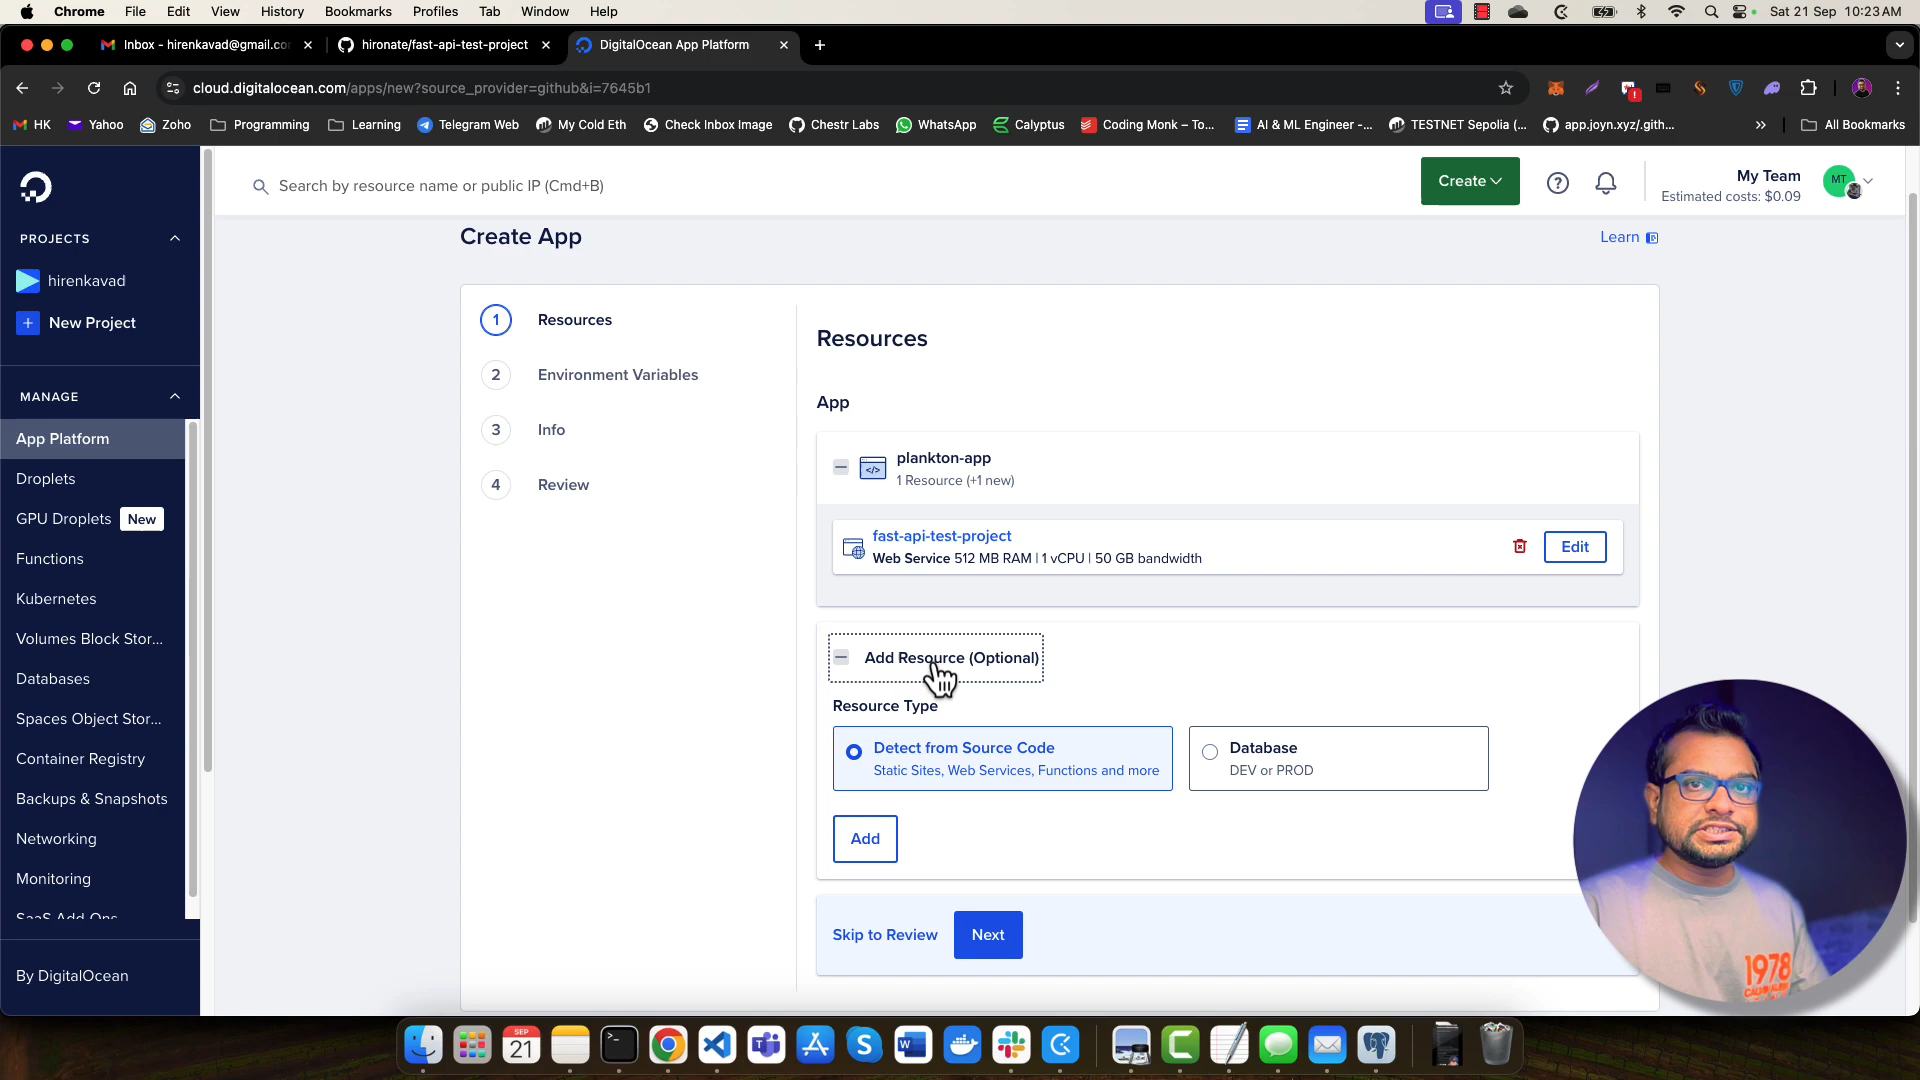 Chrome File Edit View History Bookmarks Profiles Tab Window Help
Sat 21 Sep 10:23 AM
Inbox - hirenkavad@gmail.co
hironate/fast-api-test-project
DigitalOcean App Platform
cloud.digitalocean.com/apps/new?source_provider=github&i=7645b1
HK Yahoo Zoho Programming Learning Telegram Web My Cold Eth Check Inbox Image Chestr Labs WhatsApp Calyptus Coding Monk – To... AI & ML Engineer -... TESTNET Sepolia (... app.joyn.xyz/.gith... » All Bookmarks
Search by resource name or public IP (Cmd+B)
Create
My Team
Estimated costs: $0.09
MT
PROJECTS
hirenkavad
New Project
MANAGE
App Platform
Droplets
GPU Droplets New
Functions
Kubernetes
Volumes Block Stor...
Databases
Spaces Object Stor...
Container Registry
Backups & Snapshots
Networking
Monitoring
SaaS Add-Ons
By DigitalOcean
Create App
Learn
1 Resources
2 Environment Variables
3 Info
4 Review
Resources
App
plankton-app
1 Resource (+1 new)
fast-api-test-project
Web Service 512 MB RAM | 1 vCPU | 50 GB bandwidth
Edit
Add Resource (Optional)
Resource Type
Detect from Source Code
Static Sites, Web Services, Functions and more
Database
DEV or PROD
Add
Skip to Review
Next
1978
SEP
21